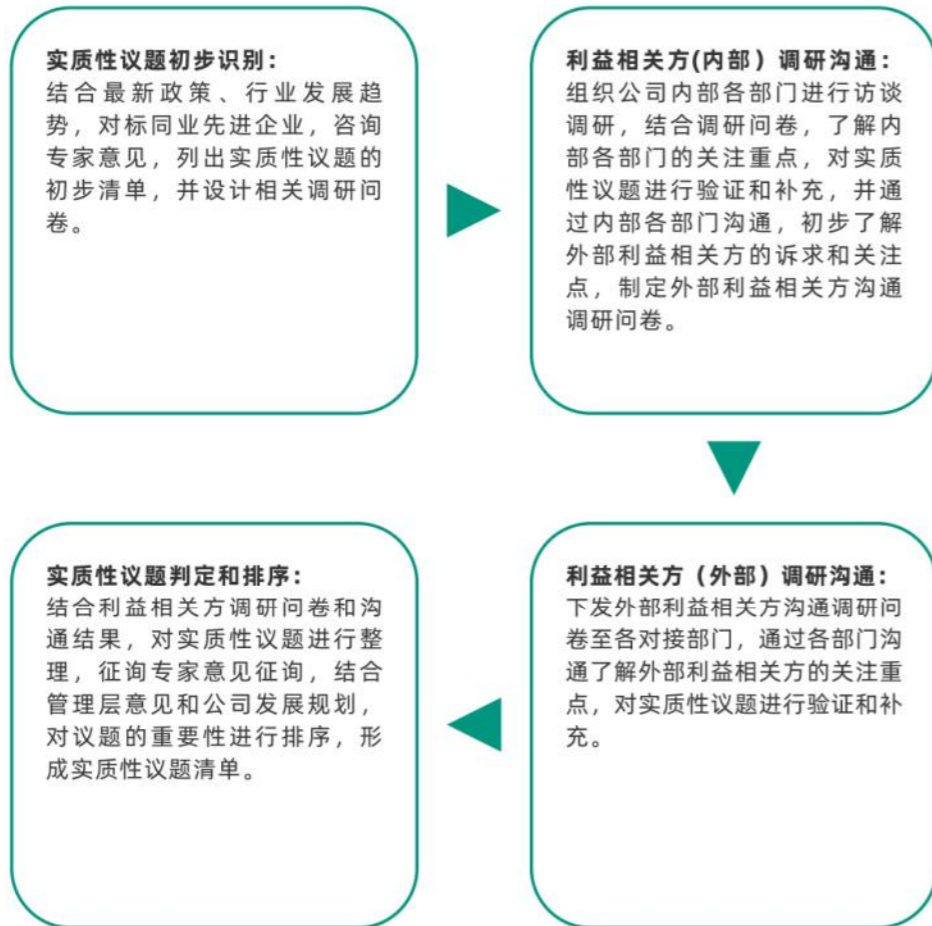 实质性议题初步识别：
结合最新政策、行业发展趋
势，对标同业先进企业，咨询
专家意见，列出实质性议题的
初步清单，并设计相关调研问
卷。
利益相关方(内部）调研沟通：
组织公司内部各部门进行访谈
调研，结合调研问卷，了解内
部各部门的关注重点，对实质
性议题进行验证和补充，并通
过内部各部门沟通，初步了解
外部利益相关方的诉求和关注
点，制定外部利益相关方沟通
调研问卷。
利益相关方（外部）调研沟通：
下发外部利益相关方沟通调研问
卷至各对接部门，通过各部门沟
通了解外部利益相关方的关注重
点，对实质性议题进行验证和补
充。
实质性议题判定和排序：
结合利益相关方调研问卷和沟
通结果，对实质性议题进行整
理，征询专家意见征询，结合
管理层意见和公司发展规划，
对议题的重要性进行排序，形
成实质性议题清单。